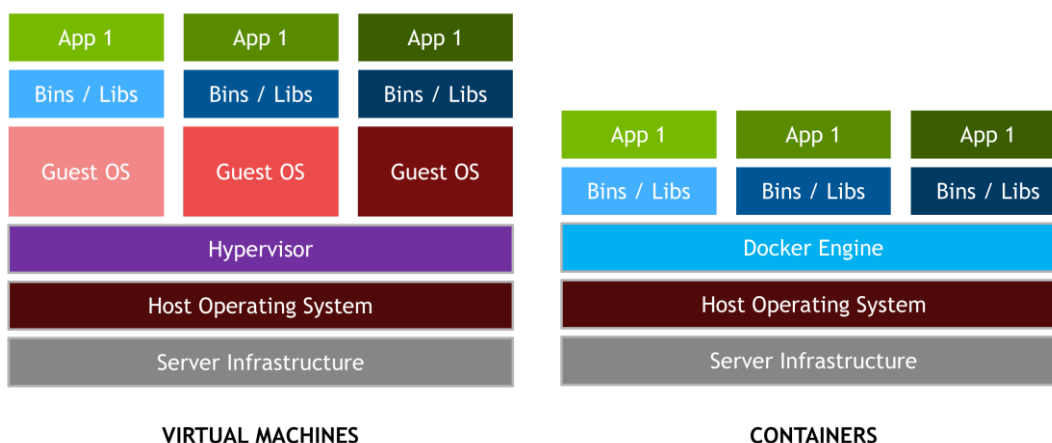 App 1 App 1 App 1
Bins / Libs Bins / Libs Bins / Libs
Guest OS Guest OS Guest OS
Hypervisor
Host Operating System
Server Infrastructure
VIRTUAL MACHINES
App 1 App 1 App 1
Bins / Libs Bins / Libs Bins / Libs
Docker Engine
Host Operating System
Server Infrastructure
CONTAINERS